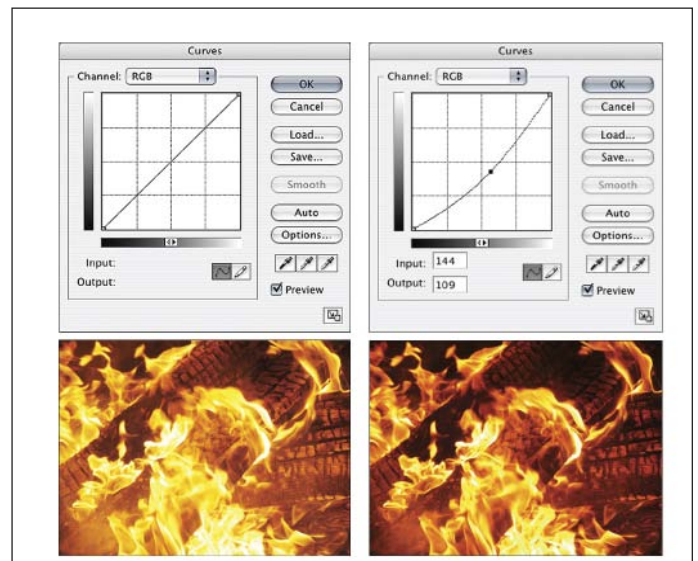 Curves
Channel: RGB
OK
Cancel
Load...
Save...
Smooth
Auto
Options...
Input:
Output:
Preview
Curves
Channel: RGB
OK
Cancel
Load...
Save...
Smooth
Auto
Options...
Input: 144
Output: 109
Preview